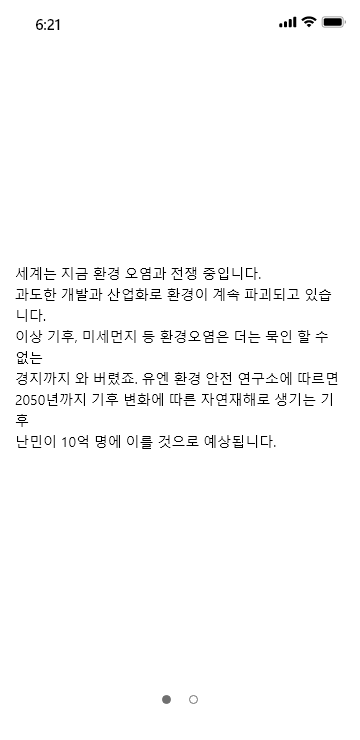 6:21
세계는 지금 환경 오염과 전쟁 중입니다.
과도한 개발과 산업화로 환경이 계속 파괴되고 있습
니다.
이상 기후, 미세먼지 등 환경오염은 더는 묵인 할 수
없는
경지까지 와 버렸죠. 유엔 환경 안전 연구소에 따르면
2050년까지 기후 변화에 따른 자연재해로 생기는 기
후
난민이 10억 명에 이를 것으로 예상됩니다.